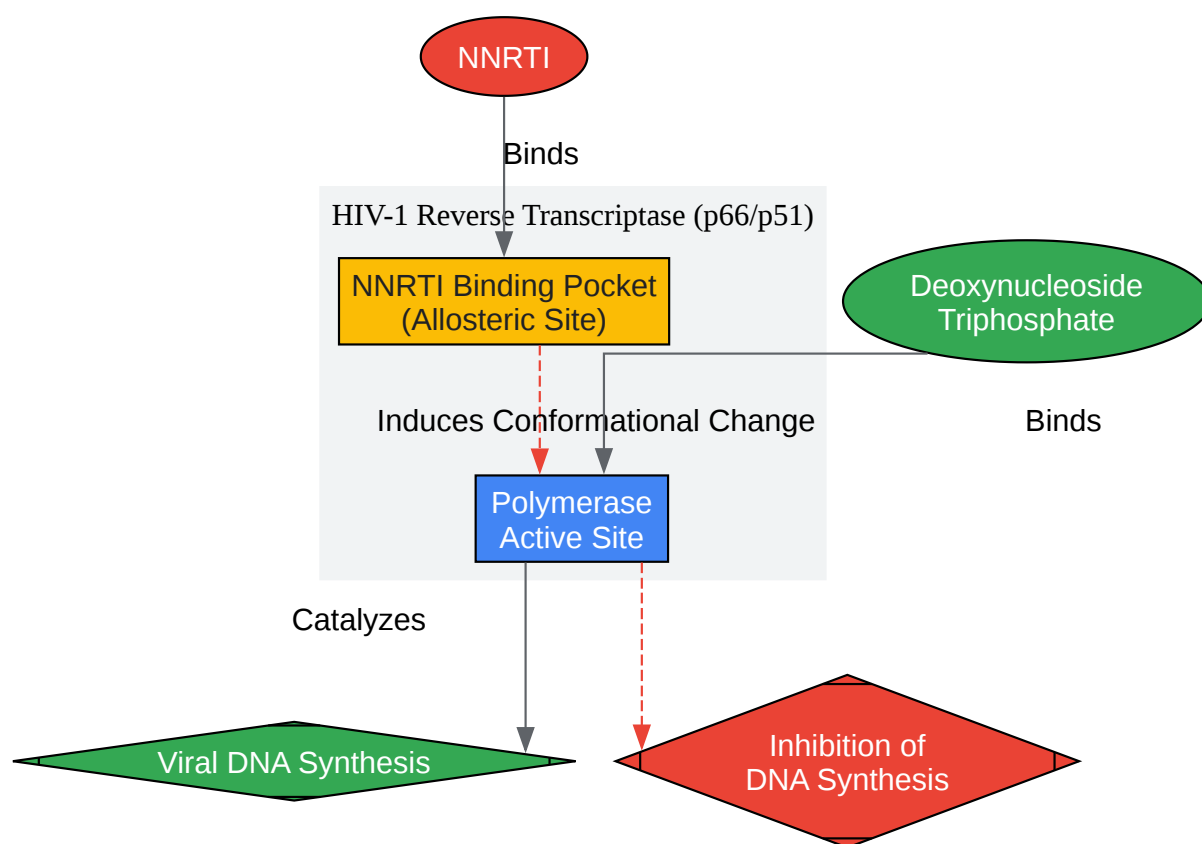 NNRTI
Binds
HIV-1 Reverse Transcriptase (p66/p51)
NNRTI Binding Pocket
(Allosteric Site)
Deoxynucleoside
Triphosphate
Induces Conformational Change
Binds
Polymerase
Active Site
Catalyzes
Viral DNA Synthesis
Inhibition of
DNA Synthesis